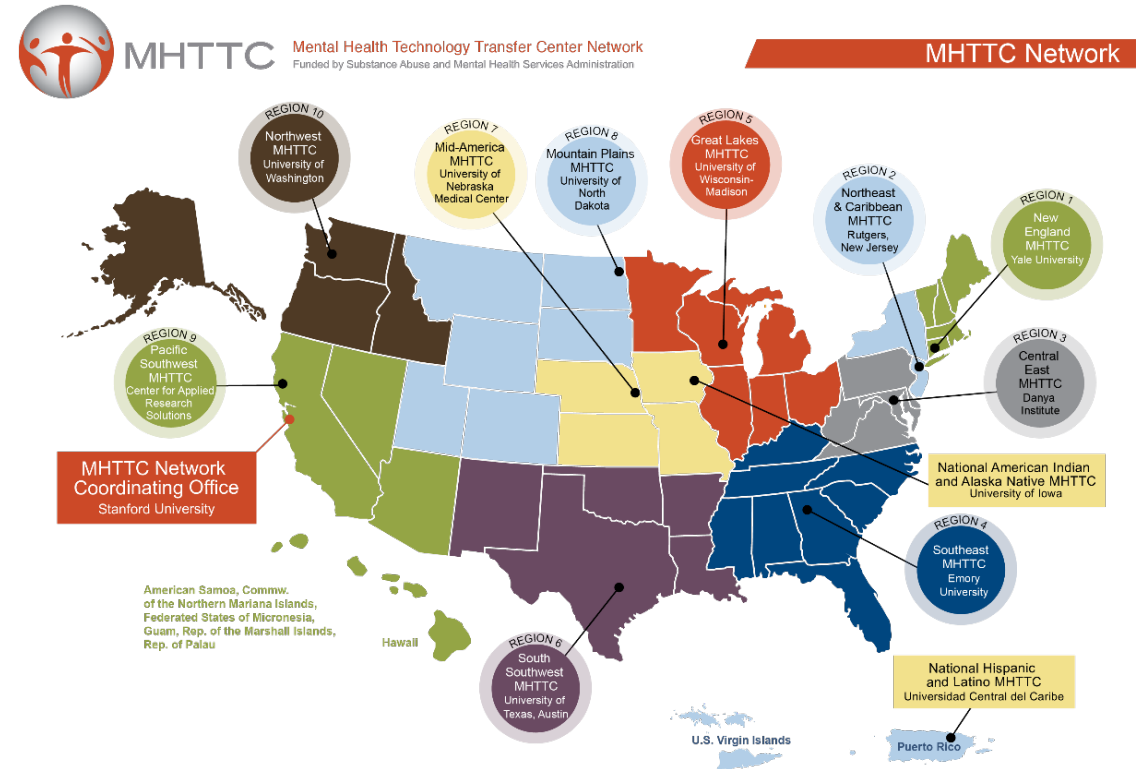 MHTTC
Mental Health Technology Transfer Center Network
Funded by Substance Abuse and Mental Health Services Administration
MHTTC Network
REGION 10
Northwest
MHTTC
University of
Washington
REGION 7
Mid-America
MHTTC
University of
Nebraska
Medical Center
REGION 8
Mountain Plains
MHTTC
University of
North
Dakota
REGION 5
Great Lakes
MHTTC
University of
Wisconsin-
Madison
REGION 2
Northeast
& Caribbean
MHTTC
Rutgers,
New Jersey
REGION 1
New
England
MHTTC
Yale University
REGION 9
Pacific
Southwest
MHTTC
Center for Applied
Research
Solutions
REGION 3
Central
East
MHTTC
Danya
Institute
MHTTC Network
Coordinating Office
Stanford University
National American Indian
and Alaska Native MHTTC
University of Iowa
REGION 4
Southeast
MHTTC
Emory
University
American Samoa, Commw.
of the Northern Mariana Islands,
Federated States of Micronesia,
Guam, Rep. of the Marshall Islands,
Rep. of Palau
Hawaii
REGION 6
South
Southwest
MHTTC
University of
Texas, Austin
National Hispanic
and Latino MHTTC
Universidad Central del Caribe
U.S. Virgin Islands
Puerto Rico